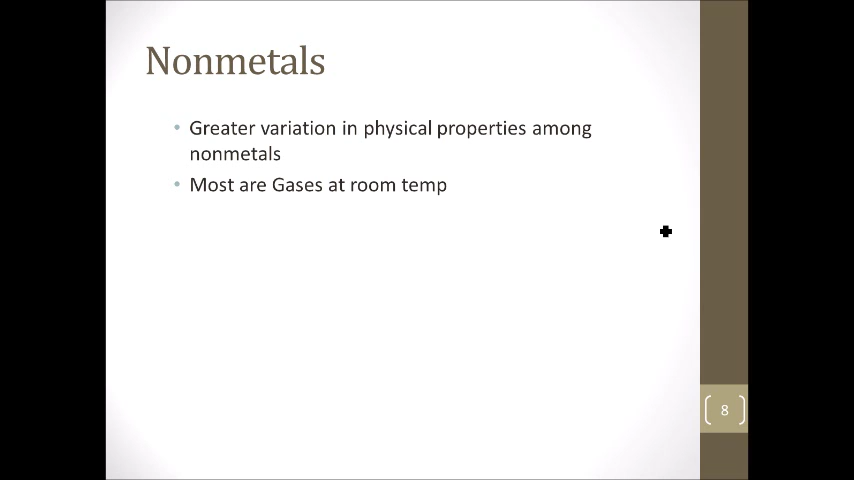 Nonmetals
• Greater variation in physical properties among
nonmetals
• Most are Gases at room temp
8